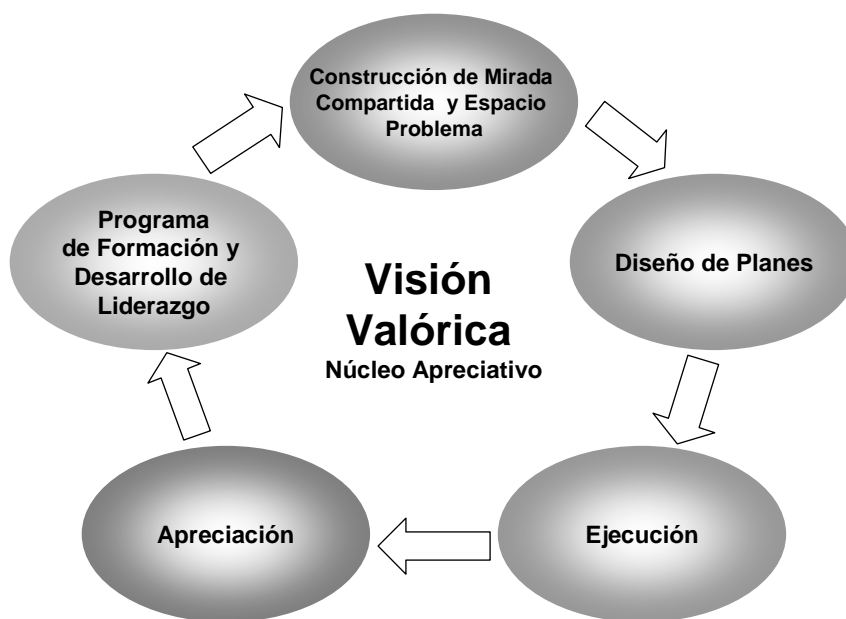 Construcción de Mirada
Compartida y Espacio
Problema
Programa
de Formación y
Desarrollo de
Liderazgo
Visión
Valórica
Núcleo Apreciativo
Diseño de Planes
Apreciación
Ejecución